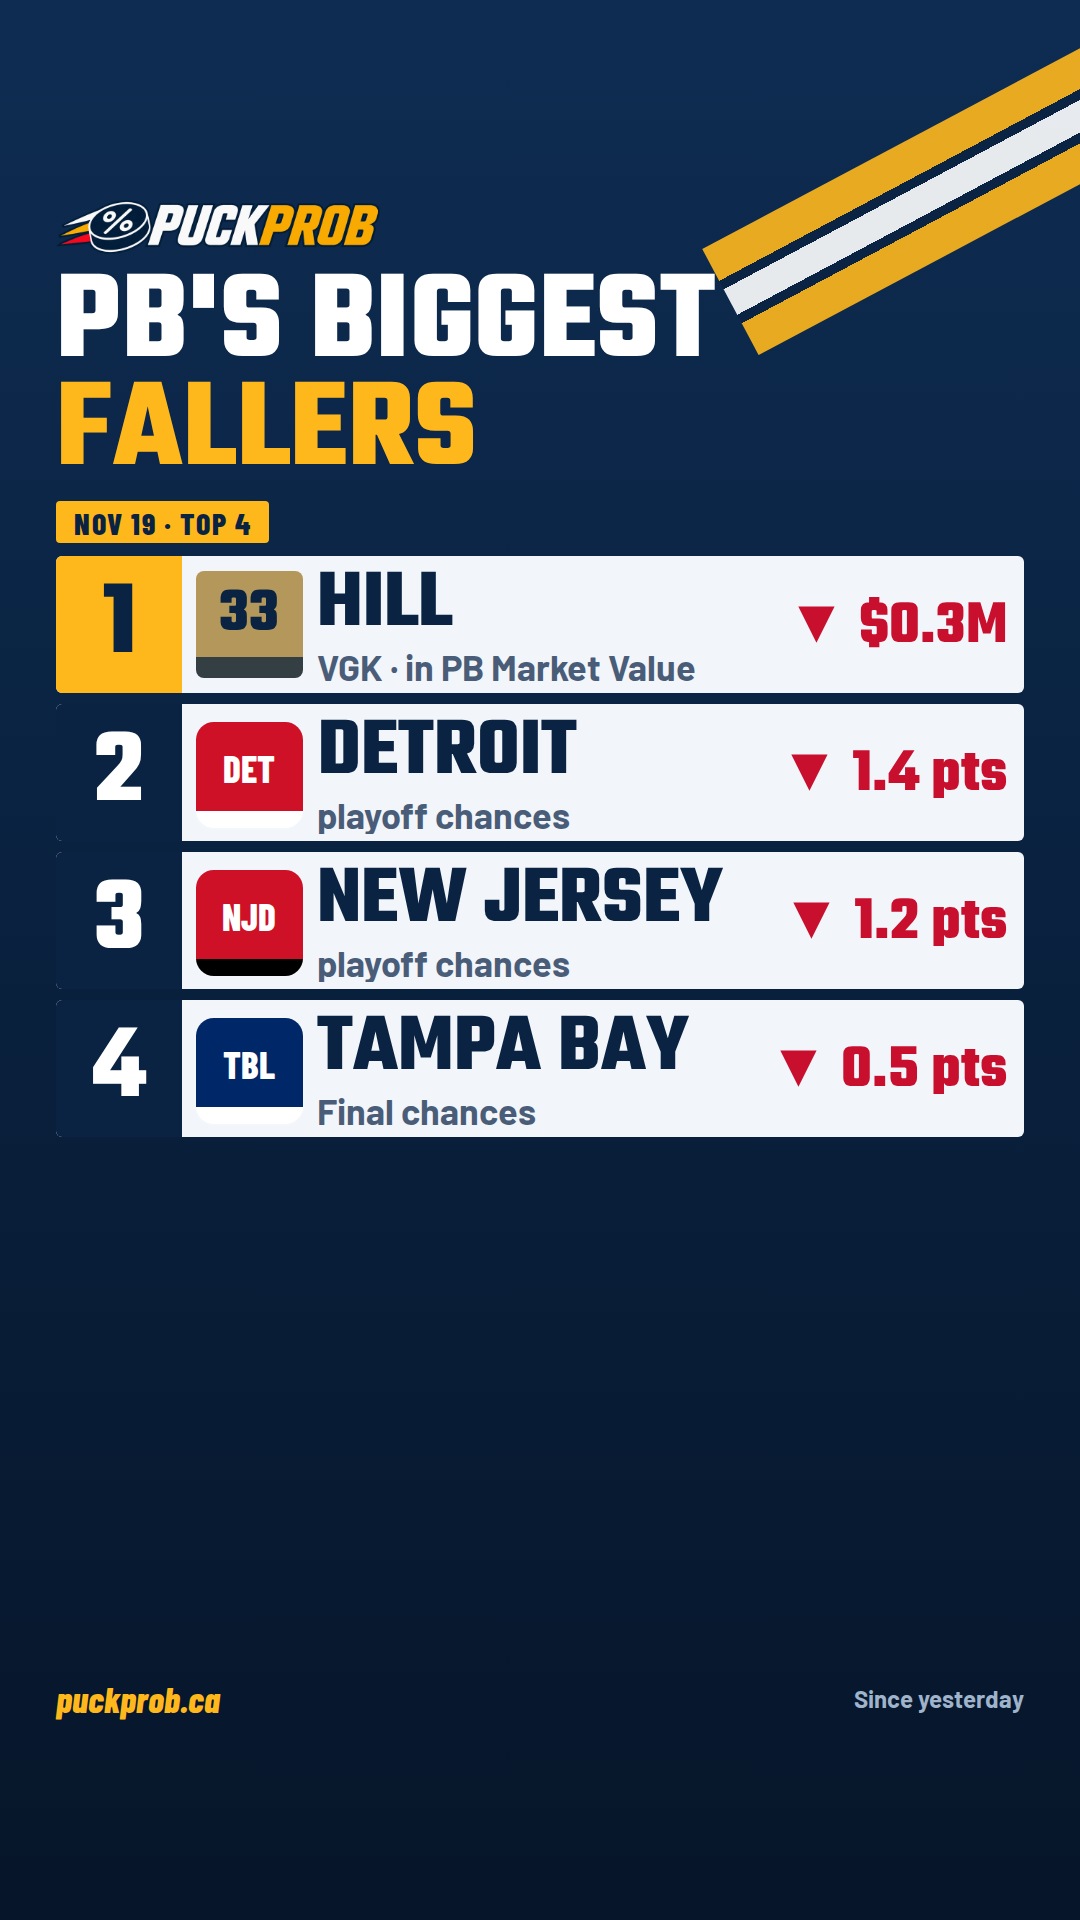 % PUCKPROB
PB'S BIGGEST
FALLERS
NOV 19 · TOP 4
1
33
HILL
VGK · in PB Market Value
▼ $0.3M
2
DET
DETROIT
playoff chances
▼ 1.4 pts
3
NJD
NEW JERSEY
playoff chances
▼ 1.2 pts
4
TBL
TAMPA BAY
Final chances
▼ 0.5 pts
puckprob.ca
Since yesterday